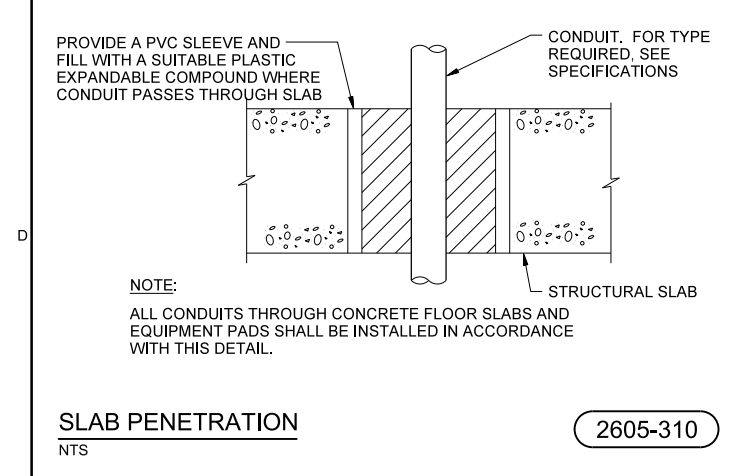 PROVIDE A PVC SLEEVE AND
FILL WITH A SUITABLE PLASTIC
EXPANDABLE COMPOUND WHERE
CONDUIT PASSES THROUGH SLAB
CONDUIT. FOR TYPE
REQUIRED, SEE
SPECIFICATIONS
D
STRUCTURAL SLAB
NOTE:
ALL CONDUITS THROUGH CONCRETE FLOOR SLABS AND
EQUIPMENT PADS SHALL BE INSTALLED IN ACCORDANCE
WITH THIS DETAIL.
SLAB PENETRATION
NTS
2605-310